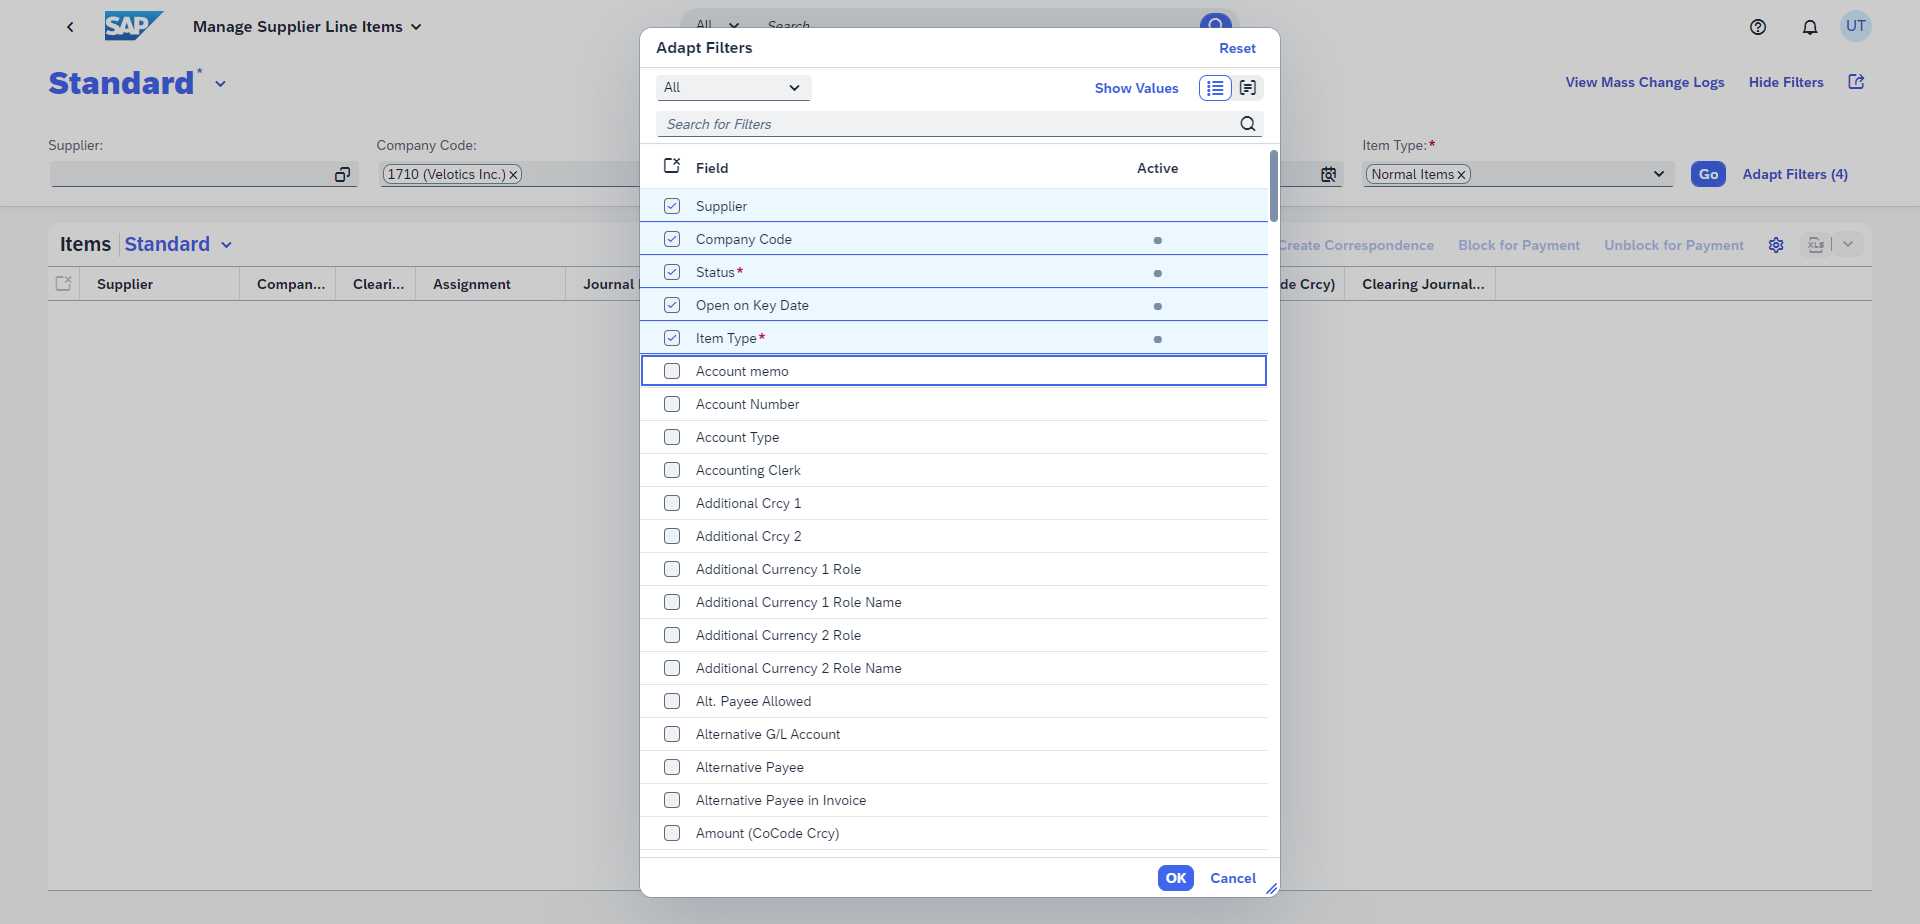 SAP
Manage Supplier Line Items
All
Search
UT
Standard*
View Mass Change Logs
Hide Filters
Supplier:
Company Code:
1710 (Velotics Inc.)
Item Type:*
Normal Items
Go
Adapt Filters (4)
Items
Standard
Create Correspondence
Block for Payment
Unblock for Payment
XLS
Supplier
Compan...
Cleari...
Assignment
Journal
de Crcy)
Clearing Journal...
Adapt Filters
Reset
All
Show Values
Search for Filters
Field
Active
Supplier
Company Code
Status*
Open on Key Date
Item Type*
Account memo
Account Number
Account Type
Accounting Clerk
Additional Crcy 1
Additional Crcy 2
Additional Currency 1 Role
Additional Currency 1 Role Name
Additional Currency 2 Role
Additional Currency 2 Role Name
Alt. Payee Allowed
Alternative G/L Account
Alternative Payee
Alternative Payee in Invoice
Amount (CoCode Crcy)
OK
Cancel